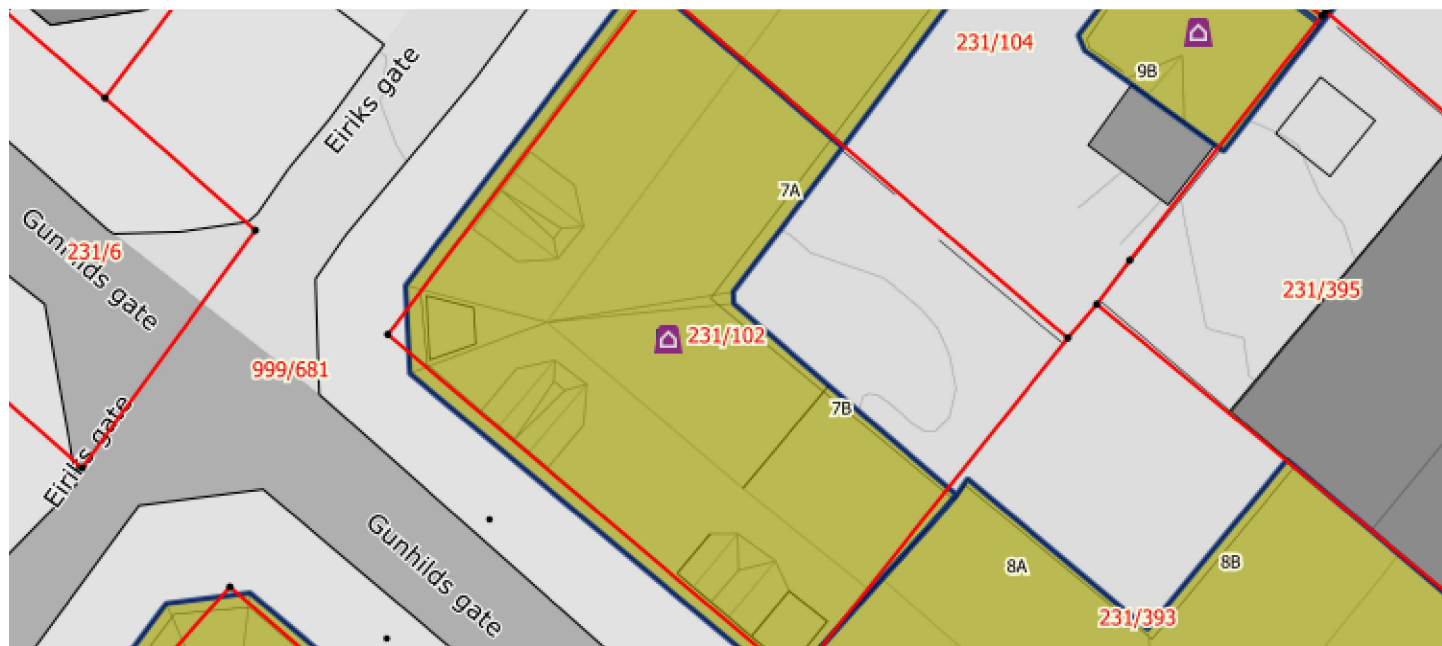 231/104
9B
Eiriks gate
7A
Gunhilds gate
231/6
231/395
231/102
999/681
7B
Eiriks gate
Gunhilds gate
8A
8B
231/393